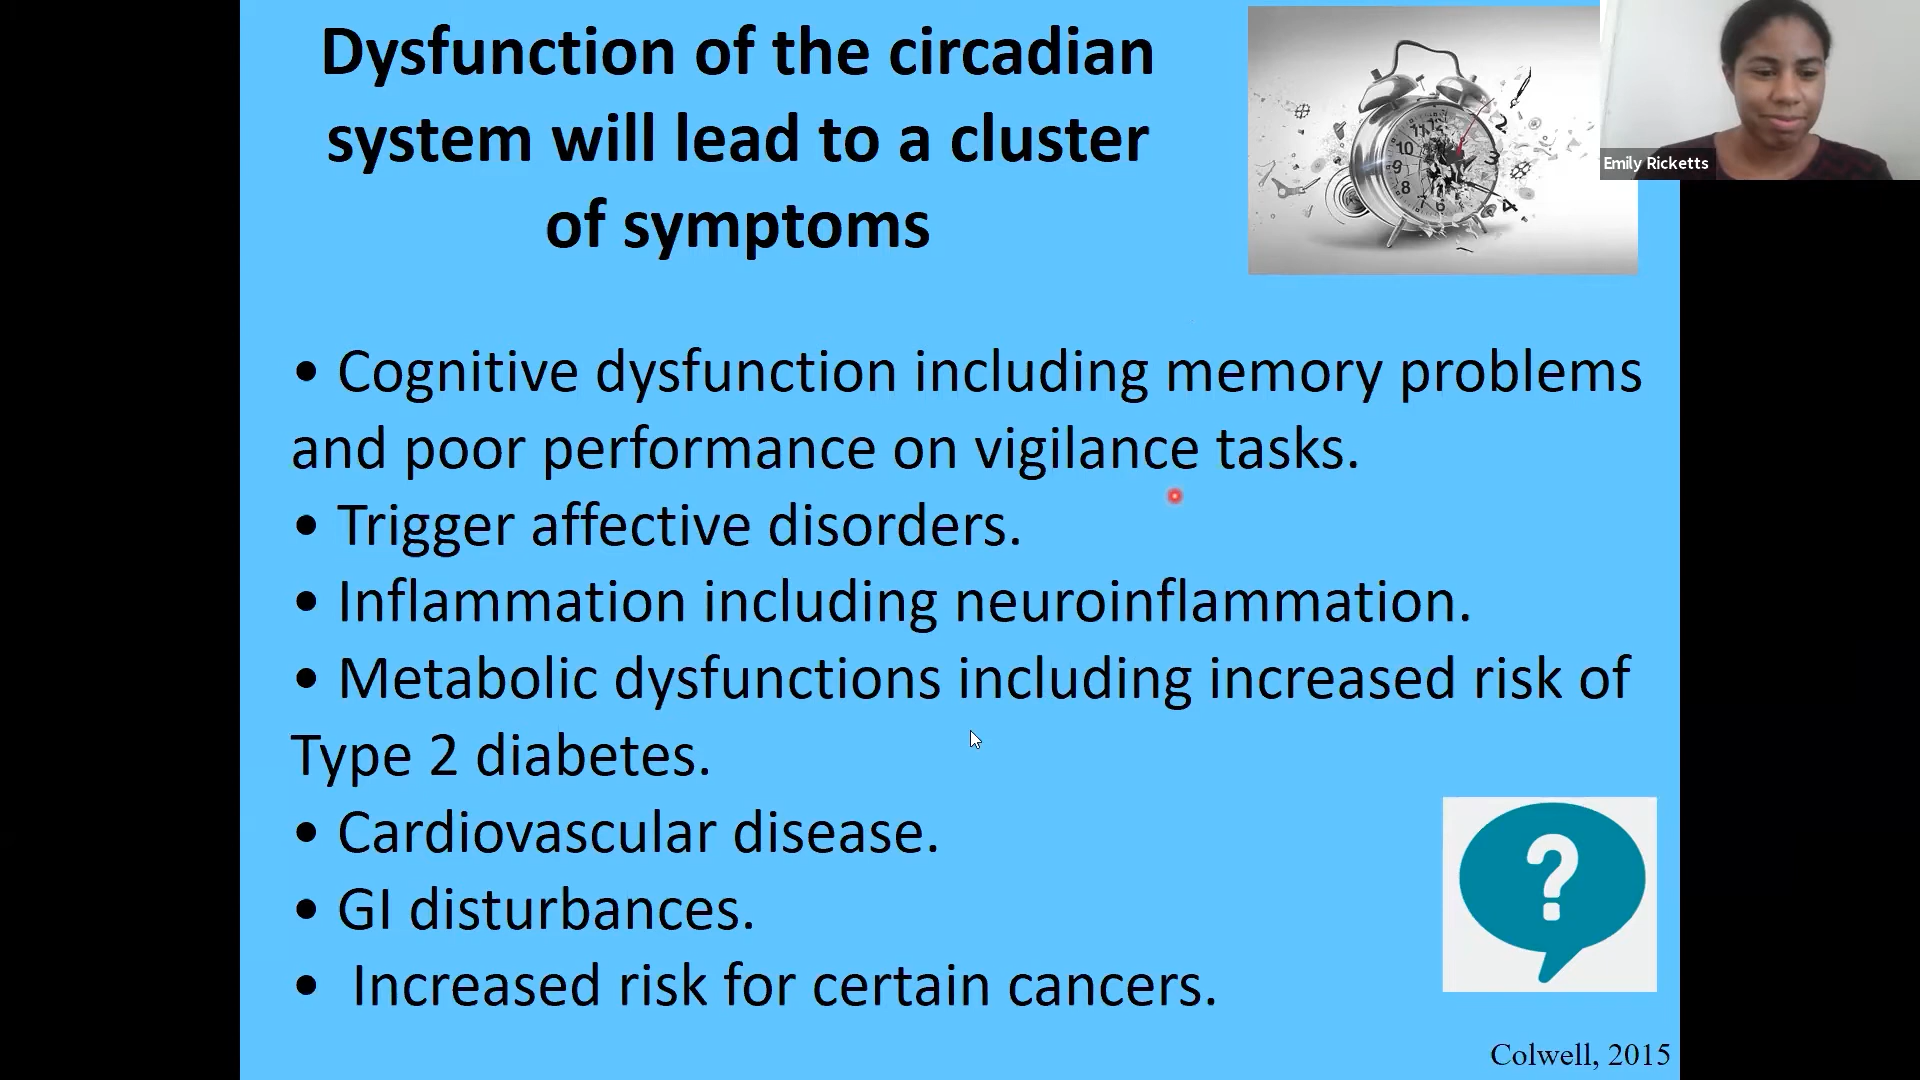 Dysfunction of the circadian
system will lead to a cluster
of symptoms
Emily Ricketts
• Cognitive dysfunction including memory problems
and poor performance on vigilance tasks.
• Trigger affective disorders.
• Inflammation including neuroinflammation.
• Metabolic dysfunctions including increased risk of
Type 2 diabetes.
• Cardiovascular disease.
• GI disturbances.
• Increased risk for certain cancers.
?
Colwell, 2015